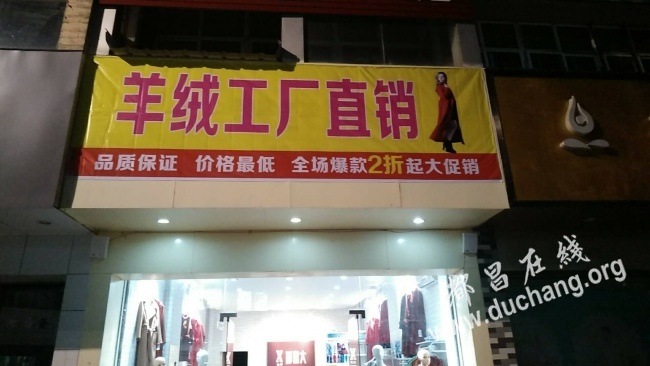 羊绒工厂直销
品质保证 价格最低 全场爆款2折起大促销
都昌在线
www.duchang.org